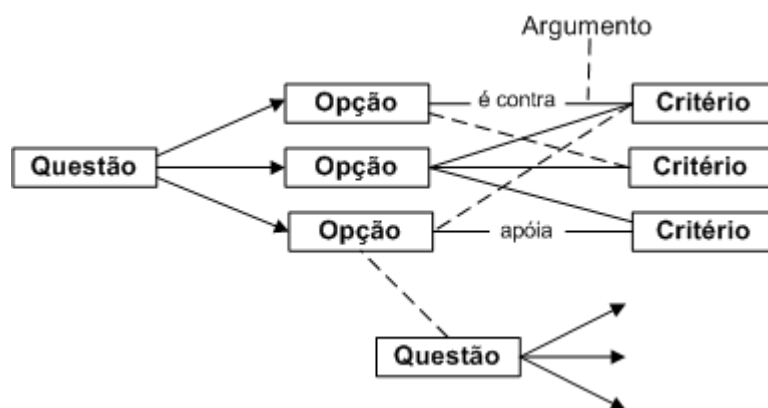 Argumento
Opção é contra Critério
Questão Opção Critério
Opção apóia Critério
Questão